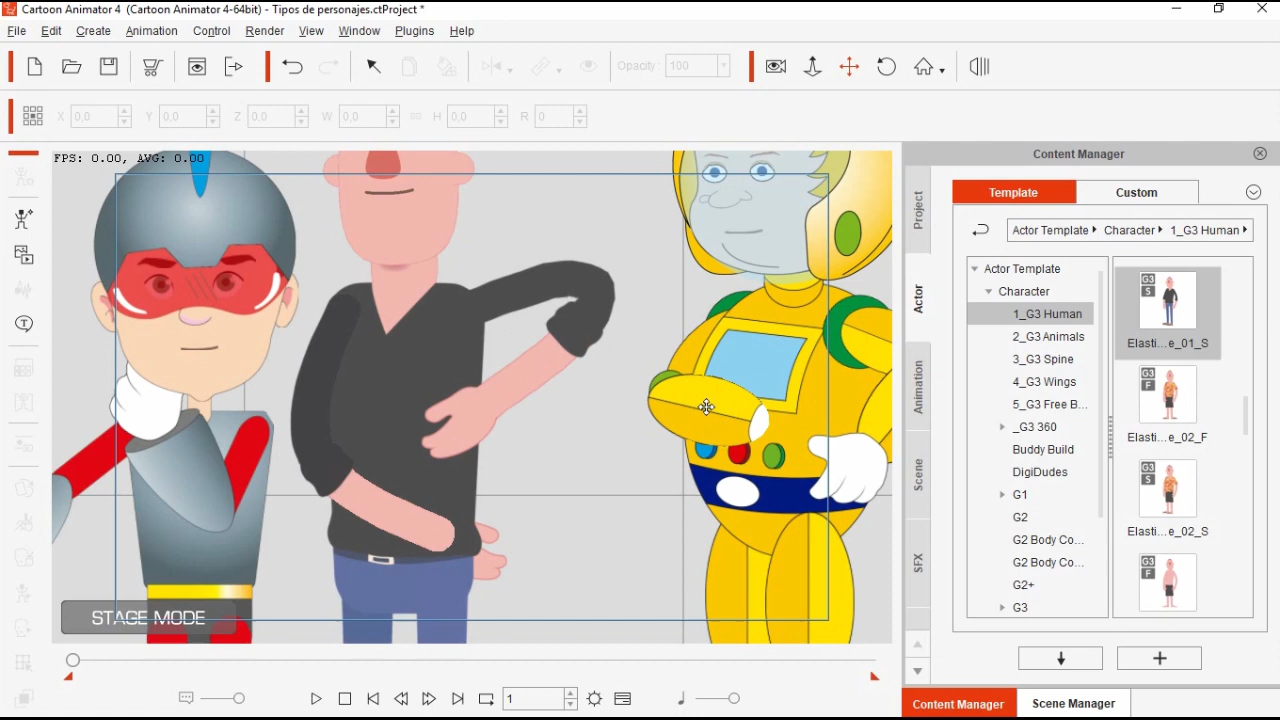 Cartoon Animator 4 (Cartoon Animator 4-64bit) - Tipos de personajes.ctProject *
File Edit Create Animation Control Render View Window Plugins Help
Opacity : 100
X 0,0 Y 0,0 Z 0,0 W 0,0 H 0,0 R 0
FPS: 0.00, AVG: 0.00
STAGE MODE
1
Content Manager
Project
Actor
Animation
Scene
SFX
Template Custom
Actor Template Character 1_G3 Human
Actor Template
Character
1_G3 Human
2_G3 Animals
3_G3 Spine
4_G3 Wings
5_G3 Free B...
_G3 360
Buddy Build
DigiDudes
G1
G2
G2 Body Co...
G2 Body Co...
G2+
G3
G3
S
Elasti...e_01_S
G3
F
Elasti...e_02_F
G3
S
Elasti...e_02_S
G3
F
Content Manager Scene Manager